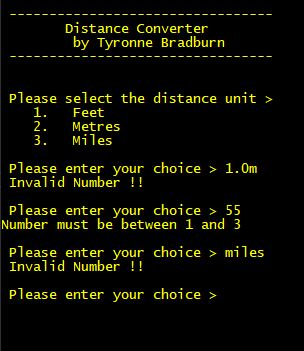 ---------------------------------
Distance Converter
by Tyronne Bradburn
---------------------------------
Please select the distance unit >
1. Feet
2. Metres
3. Miles
Please enter your choice > 1.0m
Invalid Number !!
Please enter your choice > 55
Number must be between 1 and 3
Please enter your choice > miles
Invalid Number !!
Please enter your choice >